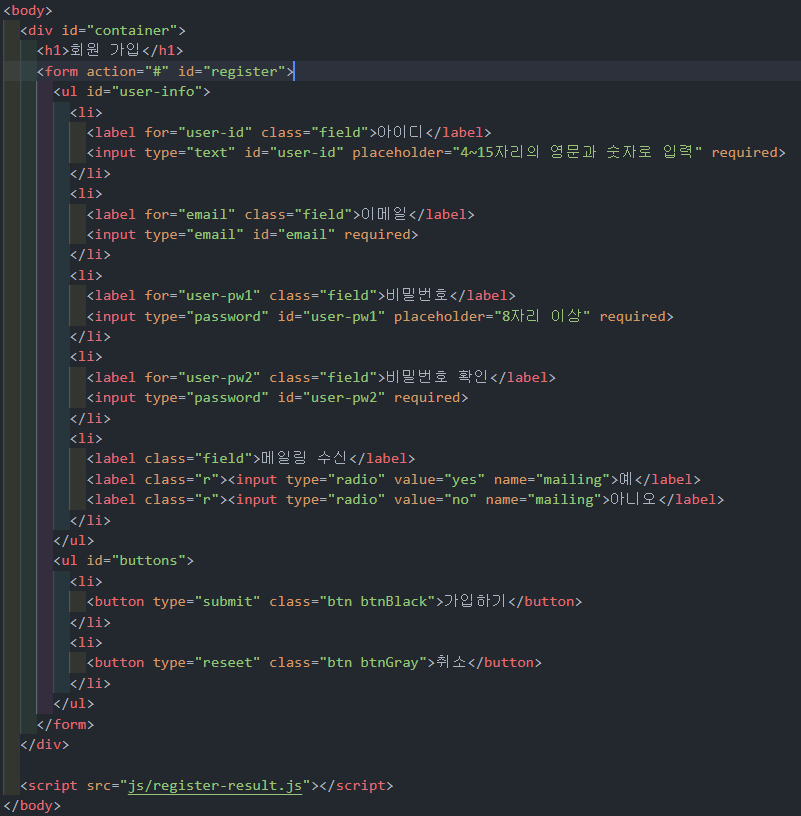 <body>
<div id="container">
<h1>회원 가입</h1>
<form action="#" id="register">
<ul id="user-info">
<li>
<label for="user-id" class="field">아이디</label>
<input type="text" id="user-id" placeholder="4~15자리의 영문과 숫자로 입력" required>
</li>
<li>
<label for="email" class="field">이메일</label>
<input type="email" id="email" required>
</li>
<li>
<label for="user-pw1" class="field">비밀번호</label>
<input type="password" id="user-pw1" placeholder="8자리 이상" required>
</li>
<li>
<label for="user-pw2" class="field">비밀번호 확인</label>
<input type="password" id="user-pw2" required>
</li>
<li>
<label class="field">메일링 수신</label>
<label class="r"><input type="radio" value="yes" name="mailing">예</label>
<label class="r"><input type="radio" value="no" name="mailing">아니오</label>
</li>
</ul>
<ul id="buttons">
<li>
<button type="submit" class="btn btnBlack">가입하기</button>
</li>
<li>
<button type="reseet" class="btn btnGray">취소</button>
</li>
</ul>
</form>
</div>
<script src="js/register-result.js"></script>
</body>